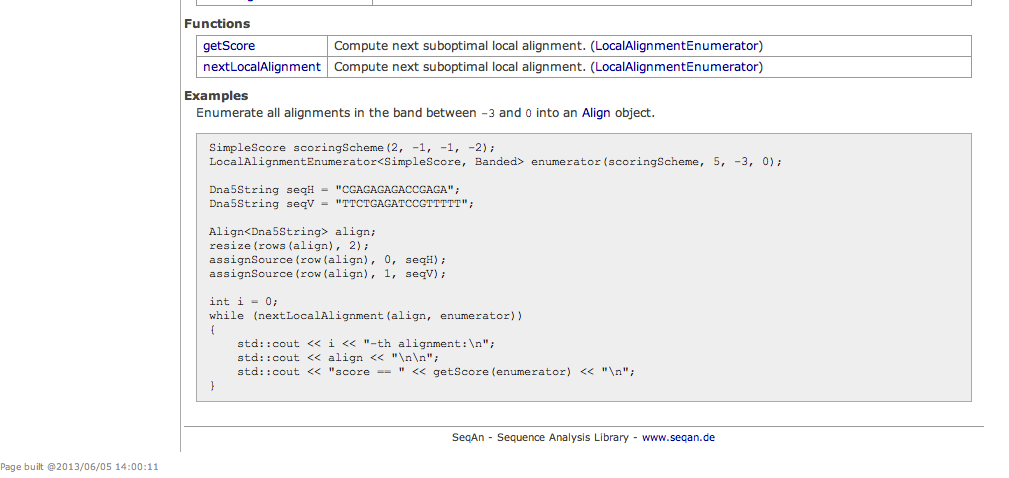 Functions
getScore Compute next suboptimal local alignment. (LocalAlignmentEnumerator)
nextLocalAlignment Compute next suboptimal local alignment. (LocalAlignmentEnumerator)
Examples
Enumerate all alignments in the band between -3 and 0 into an Align object.
SimpleScore scoringScheme(2, -1, -1, -2);
LocalAlignmentEnumerator<SimpleScore, Banded> enumerator(scoringScheme, 5, -3, 0);
Dna5String seqH = "CGAGAGAGACCGAGA";
Dna5String seqV = "TTCTGAGATCCGTTTTT";
Align<Dna5String> align;
resize(rows(align), 2);
assignSource(row(align), 0, seqH);
assignSource(row(align), 1, seqV);
int i = 0;
while (nextLocalAlignment(align, enumerator))
{
    std::cout << i << "-th alignment:\n";
    std::cout << align << "\n\n";
    std::cout << "score == " << getScore(enumerator) << "\n";
}
SeqAn - Sequence Analysis Library - www.seqan.de
Page built @2013/06/05 14:00:11